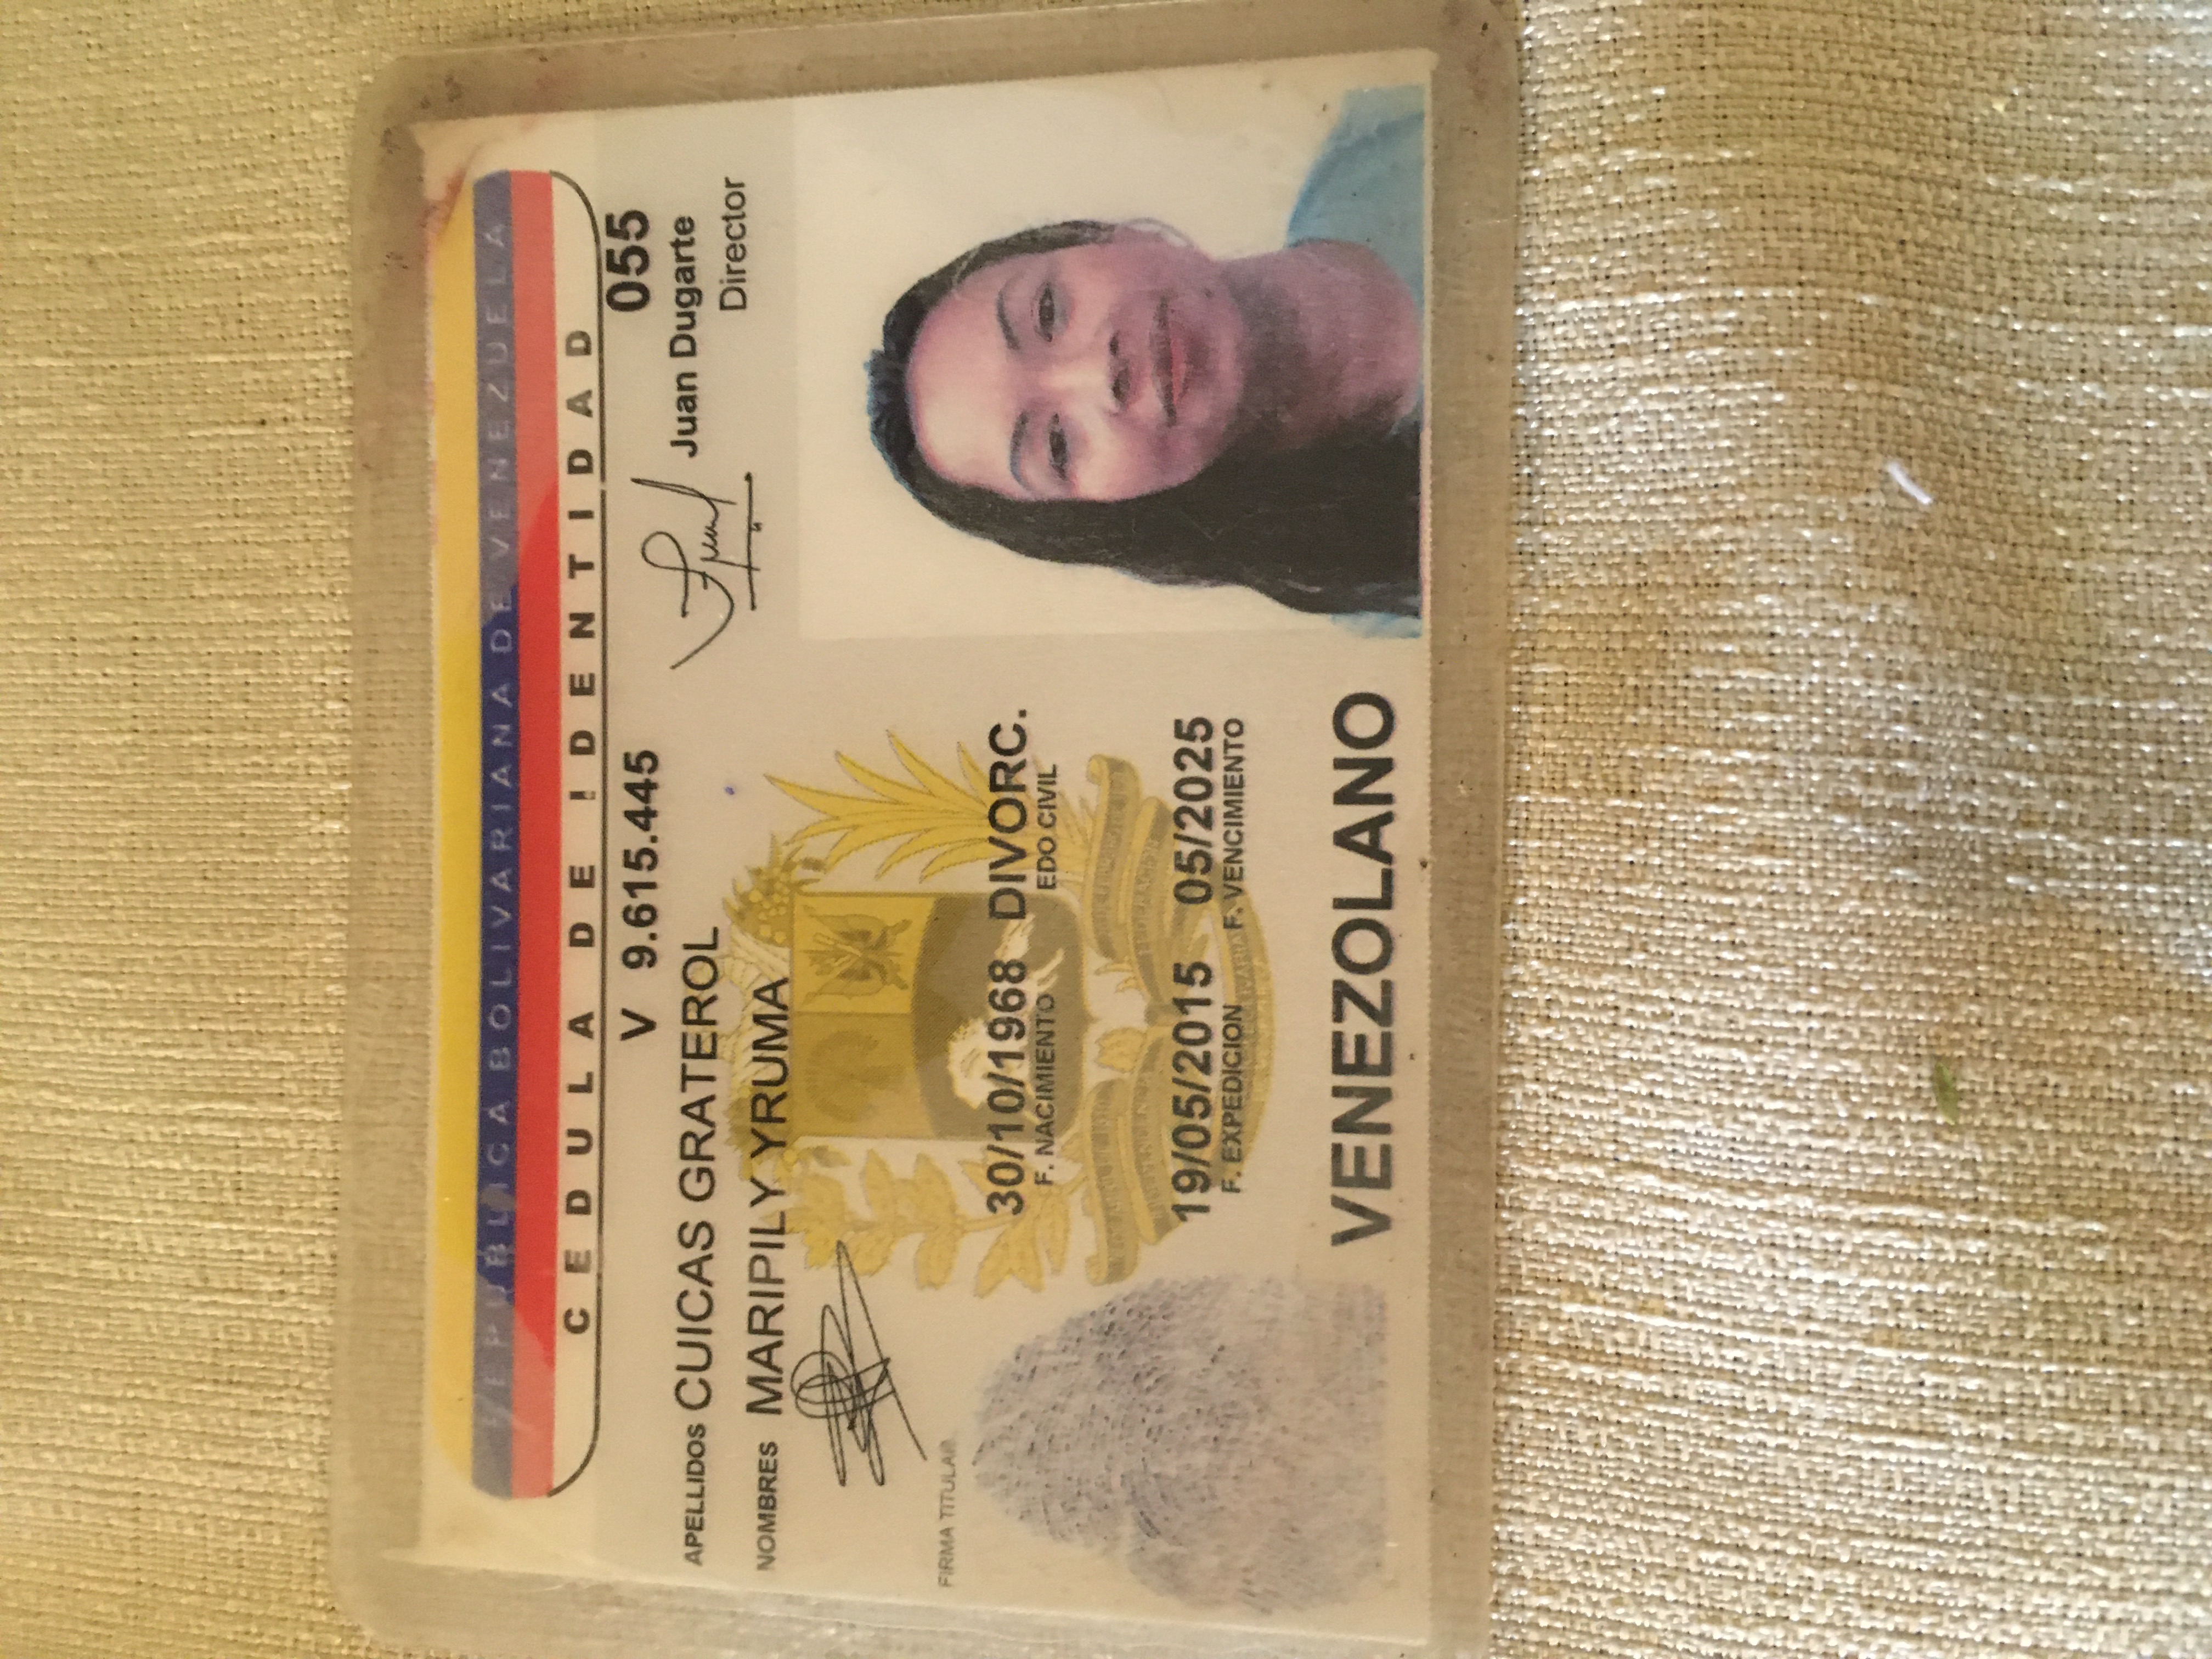 REPÚBLICA BOLIVARIANA DE VENEZUELA
CEDULA DE IDENTIDAD
V 9.615.445
055
APELLIDOS CUICAS GRATEROL
Juan Dugarte
Director
NOMBRES MARIPILY YRUMA
FIRMA TITULAR
30/10/1968 DIVORC.
F. NACIMIENTO EDO CIVIL
19/05/2015 05/2025
F. EXPEDICION F. VENCIMIENTO
VENEZOLANO